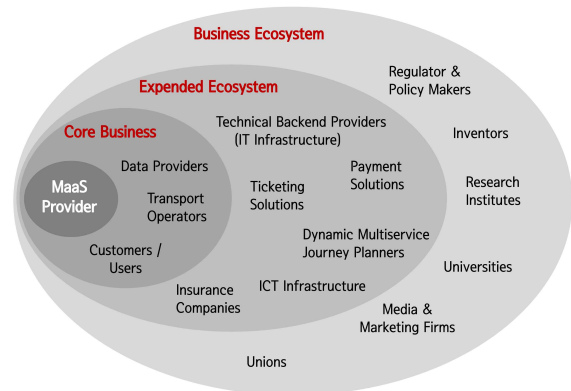 Business Ecosystem
Regulator &
Policy Makers
Expended Ecosystem
Technical Backend Providers
(IT Infrastructure)
Core Business
Inventors
Data Providers
Payment
Solutions
MaaS
Provider
Ticketing
Solutions
Research
Institutes
Transport
Operators
Dynamic Multiservice
Journey Planners
Customers /
Users
Universities
Insurance
Companies
ICT Infrastructure
Media &
Marketing Firms
Unions